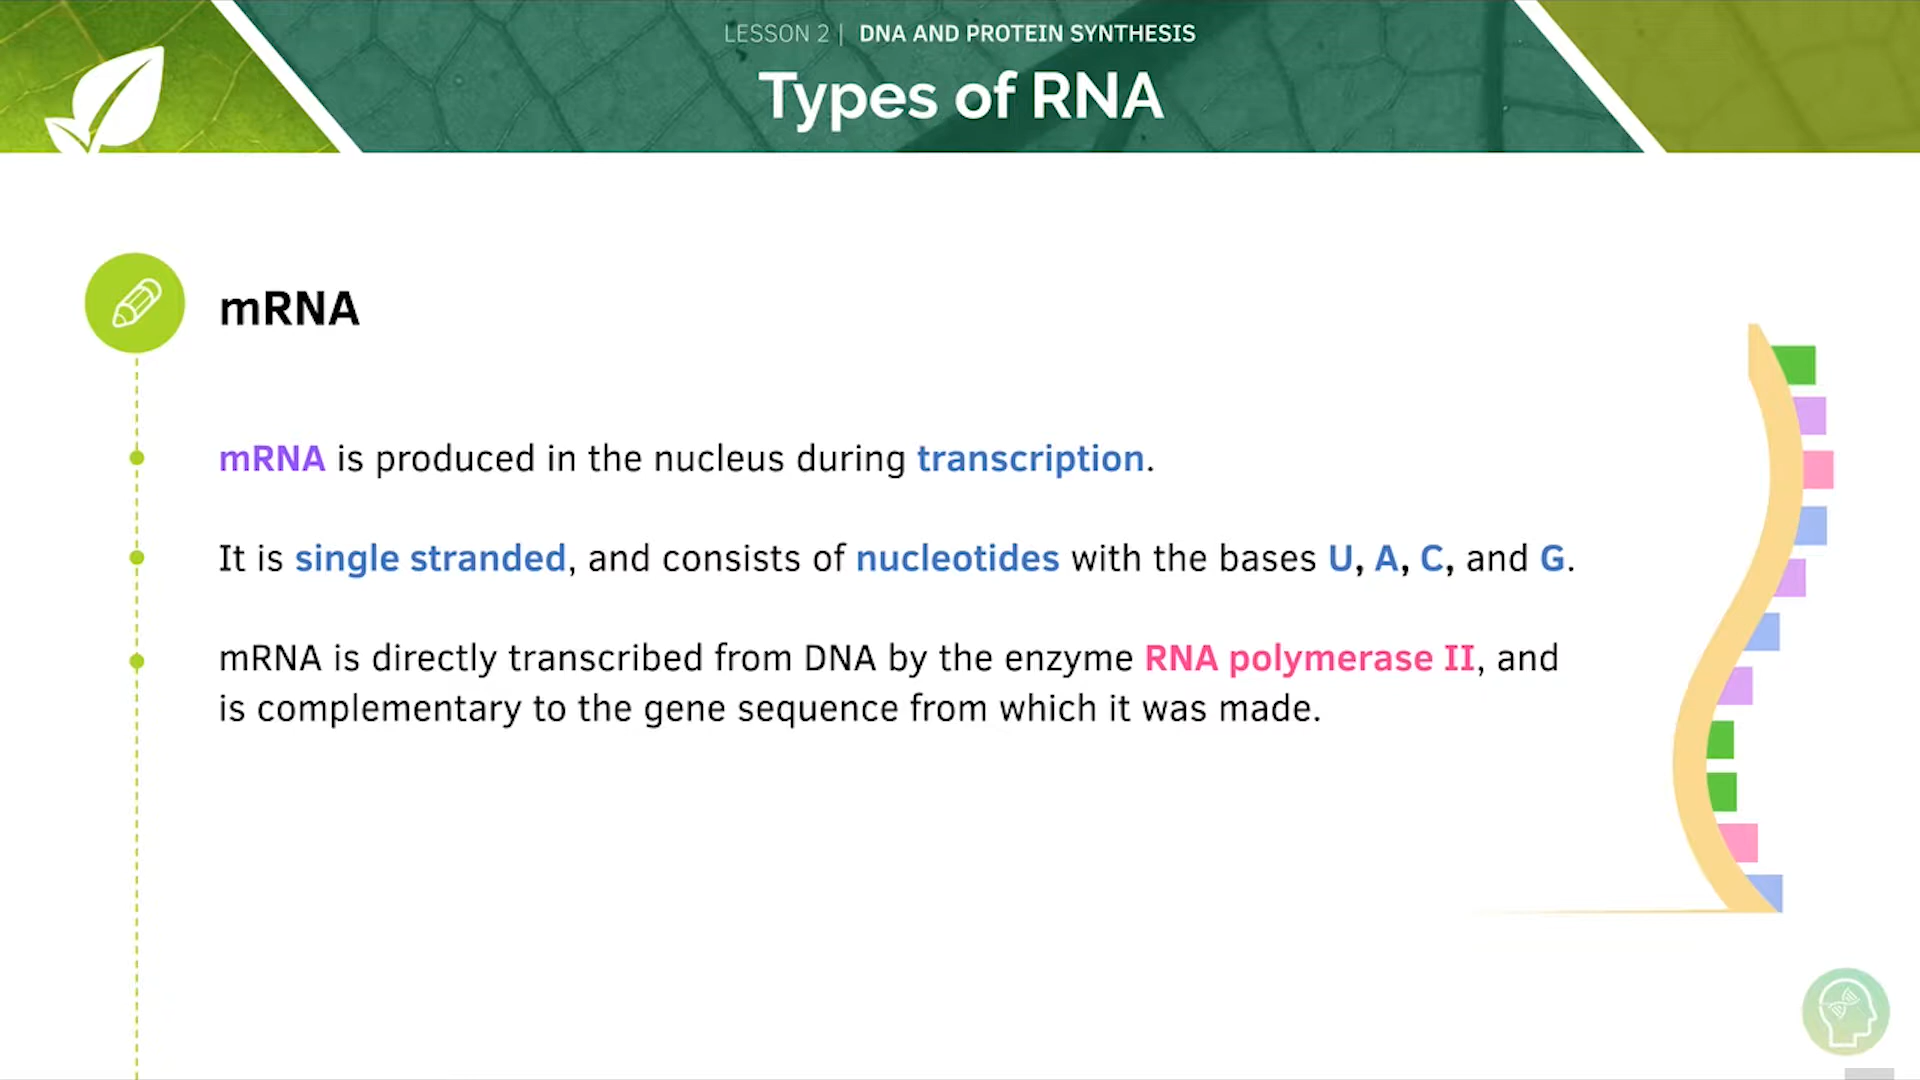 LESSON 2 | DNA AND PROTEIN SYNTHESIS
Types of RNA
mRNA
mRNA is produced in the nucleus during transcription.
It is single stranded, and consists of nucleotides with the bases U, A, C, and G.
mRNA is directly transcribed from DNA by the enzyme RNA polymerase II, and
is complementary to the gene sequence from which it was made.